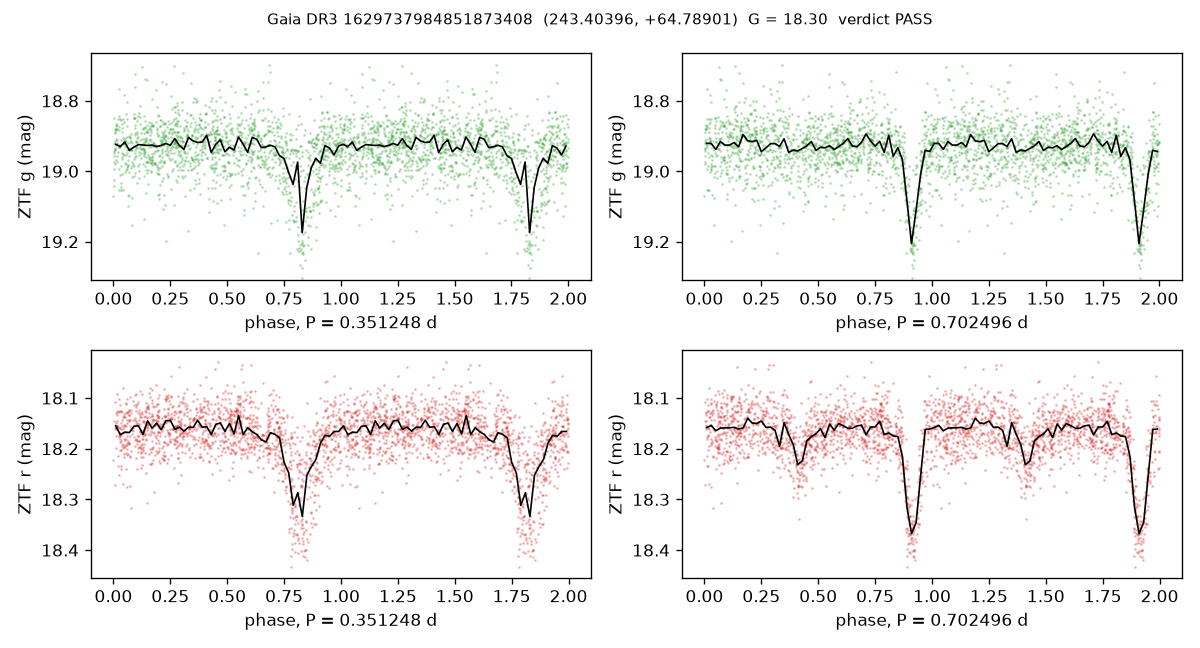 Gaia DR3 1629737984851873408  (243.40396, +64.78901)  G = 18.30  verdict PASS
ZTF g (mag)
18.8
19.0
19.2
0.00 0.25 0.50 0.75 1.00 1.25 1.50 1.75 2.00
phase, P = 0.351248 d
ZTF g (mag)
18.8
19.0
19.2
0.00 0.25 0.50 0.75 1.00 1.25 1.50 1.75 2.00
phase, P = 0.702496 d
ZTF r (mag)
18.1
18.2
18.3
18.4
0.00 0.25 0.50 0.75 1.00 1.25 1.50 1.75 2.00
phase, P = 0.351248 d
ZTF r (mag)
18.1
18.2
18.3
18.4
0.00 0.25 0.50 0.75 1.00 1.25 1.50 1.75 2.00
phase, P = 0.702496 d